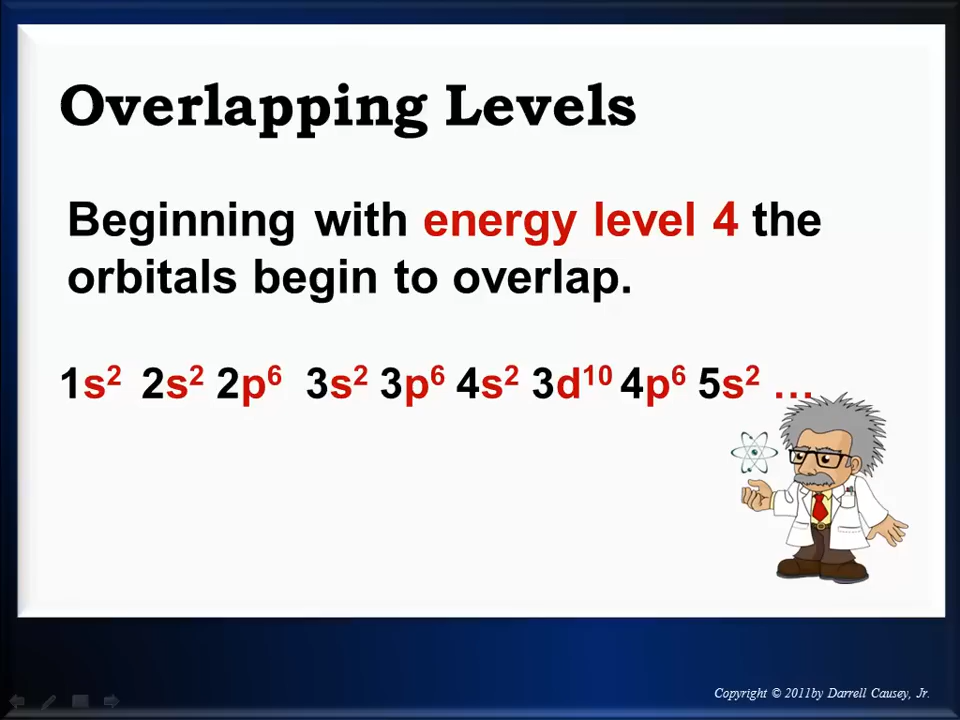 Overlapping Levels
Beginning with energy level 4 the
orbitals begin to overlap.
1s² 2s² 2p⁶ 3s² 3p⁶ 4s² 3d¹⁰ 4p⁶ 5s² …
Copyright © 2011by Darrell Causey, Jr.